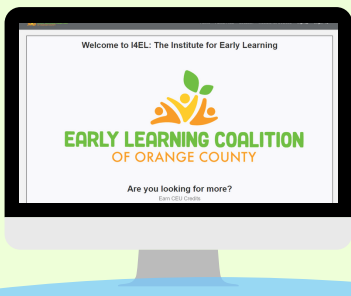 Welcome to I4EL: The Institute for Early Learning
EARLY LEARNING COALITION
OF ORANGE COUNTY
Are you looking for more?
Earn CEU Credits